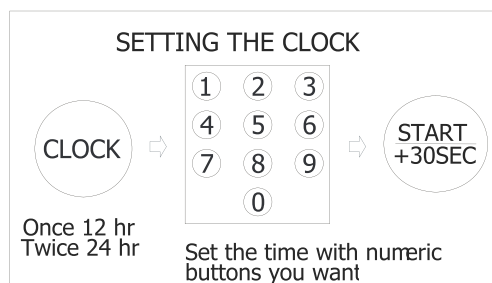 SETTING THE CLOCK
CLOCK
1 2 3
4 5 6
7 8 9
0
START
+30SEC
Once 12 hr
Twice 24 hr
Set the time with numeric
buttons you want